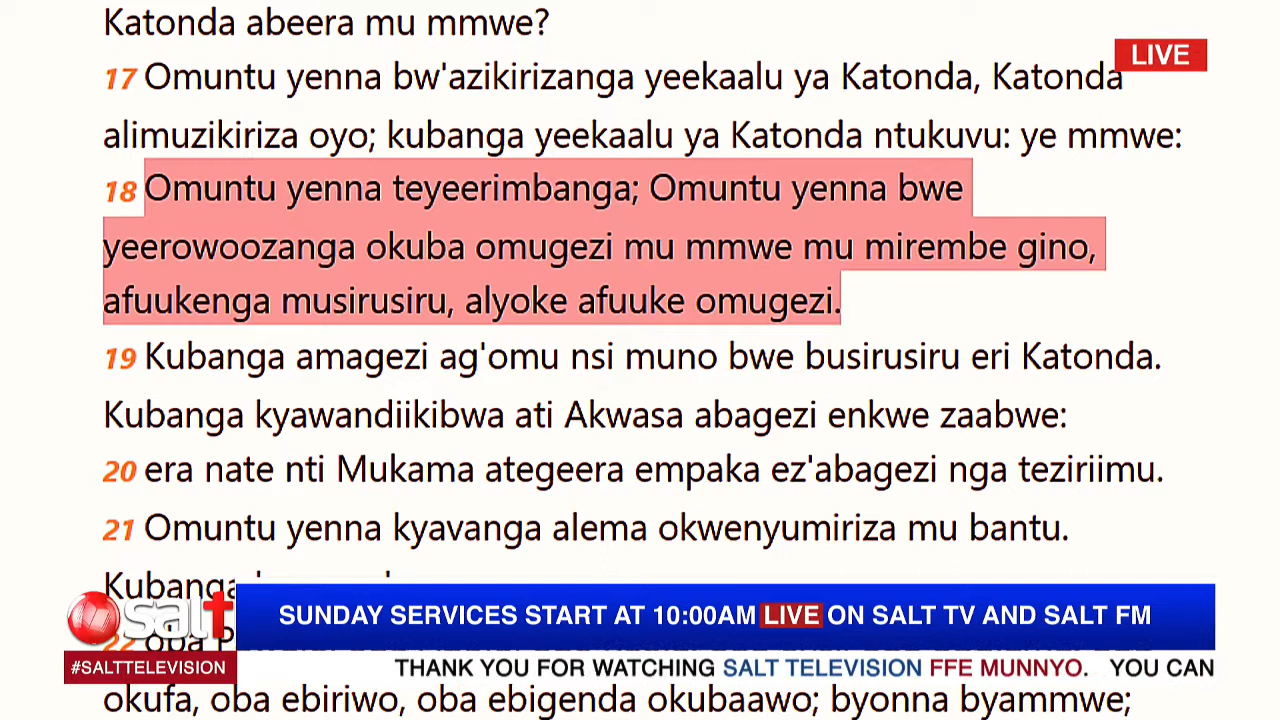 Katonda abeera mu mmwe?
LIVE
17 Omuntu yenna bw'azikirizanga yeekaalu ya Katonda, Katonda
alimuzikiriza oyo; kubanga yeekaalu ya Katonda ntukuvu: ye mmwe:
18 Omuntu yenna teyeerimbanga; Omuntu yenna bwe
yeerowoozanga okuba omugezi mu mmwe mu mirembe gino,
afuukenga musirusiru, alyoke afuuke omugezi.
19 Kubanga amagezi ag'omu nsi muno bwe busirusiru eri Katonda.
Kubanga kyawandiikibwa ati Akwasa abagezi enkwe zaabwe:
20 era nate nti Mukama ategeera empaka ez'abagezi nga teziriimu.
21 Omuntu yenna kyavanga alema okwenyumiriza mu bantu.
Kubanga
salt
SUNDAY SERVICES START AT 10:00AM LIVE ON SALT TV AND SALT FM
22 oba
#SALTTELEVISION
THANK YOU FOR WATCHING SALT TELEVISION FFE MUNNYO. YOU CAN
okufa, oba ebiriwo, oba ebigenda okubaawo; byonna byammwe;